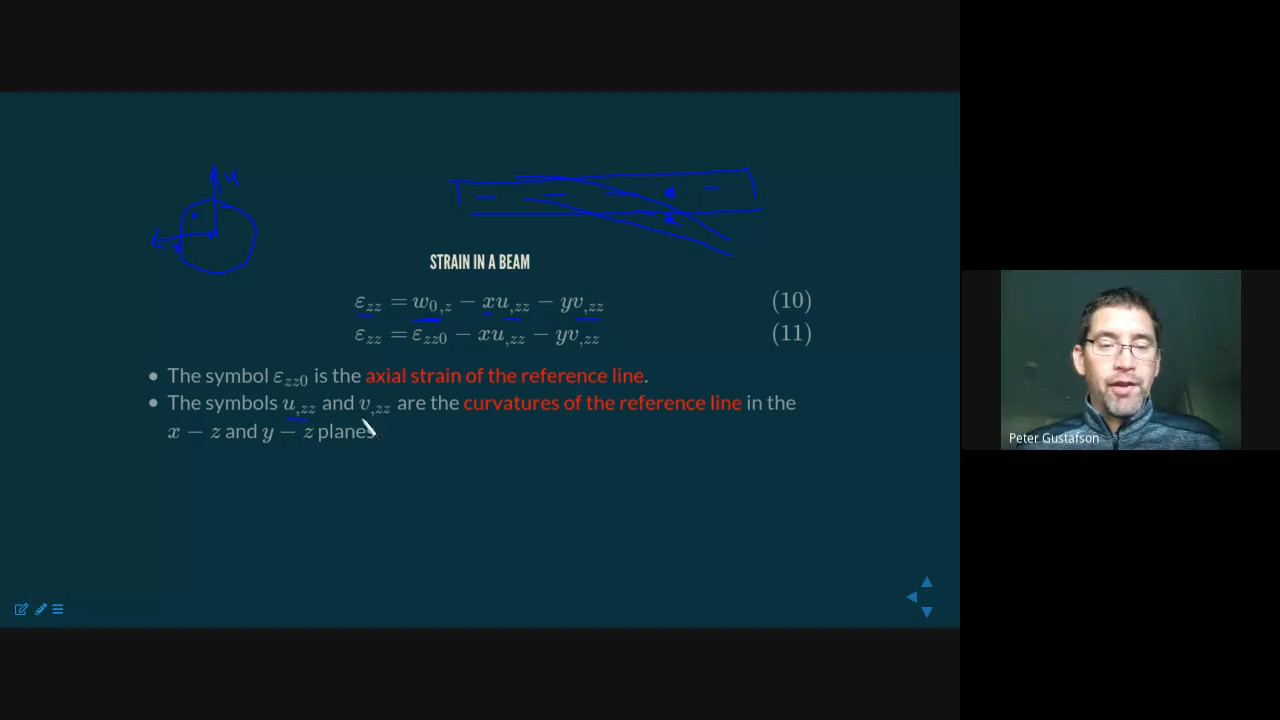 y
STRAIN IN A BEAM
εzz = w0,z − xu,zz − yv,zz (10)
εzz = εzz0 − xu,zz − yv,zz (11)
• The symbol εzz0 is the axial strain of the reference line.
• The symbols u,zz and v,zz are the curvatures of the reference line in the
x − z and y − z planes
Peter Gustafson